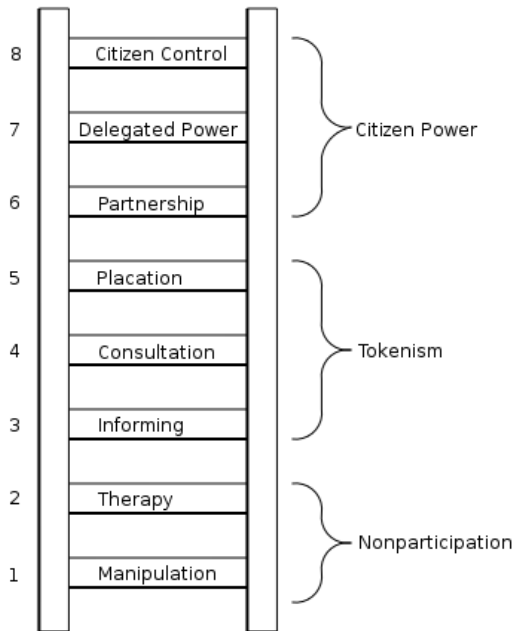 8 Citizen Control
7 Delegated Power Citizen Power
6 Partnership
5 Placation
4 Consultation Tokenism
3 Informing
2 Therapy
Nonparticipation
1 Manipulation